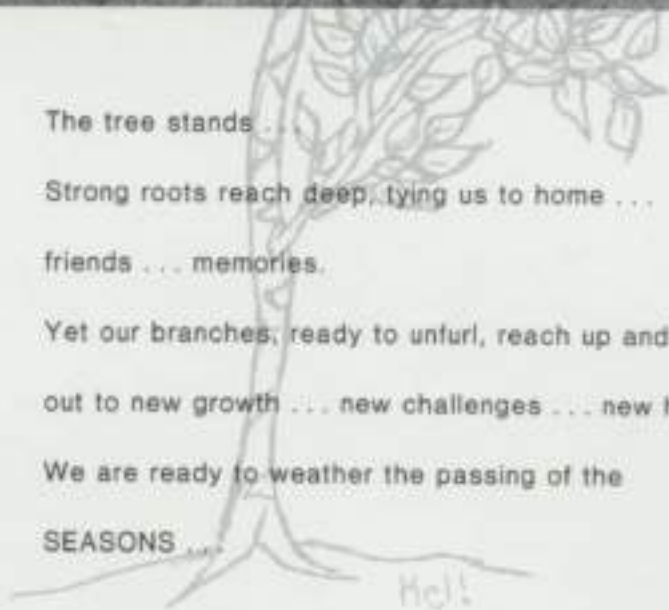 The tree stands ...
Strong roots reach deep, tying us to home ...
friends ... memories.
Yet our branches, ready to unfurl, reach up and
out to new growth ... new challenges ... new
We are ready to weather the passing of the
SEASONS ...